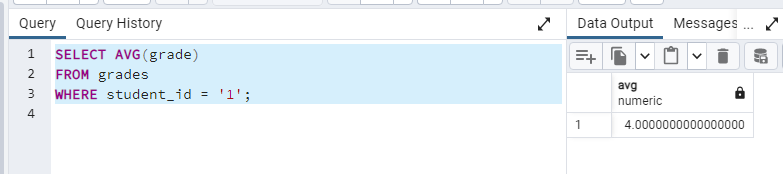 Query Query History
Data Output Messages ...
1 SELECT AVG(grade)
2 FROM grades
3 WHERE student_id = '1';
4
avg
numeric
1 4.0000000000000000